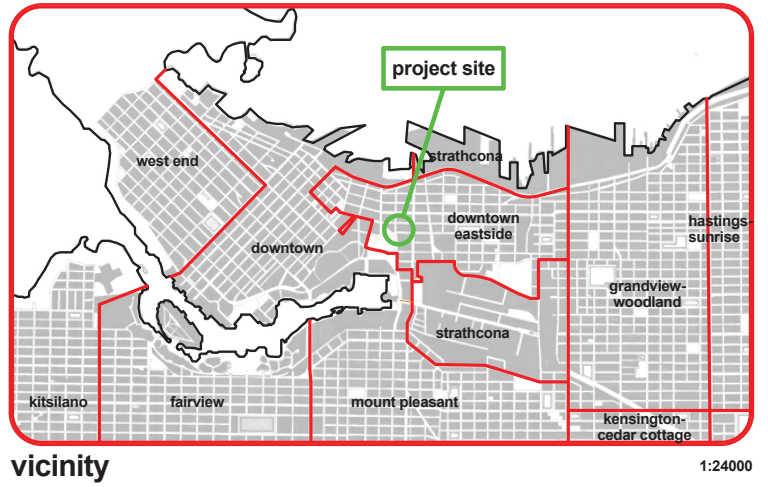 project site
strathcona
west end
downtown
eastside
hastings-
sunrise
downtown
grandview-
woodland
strathcona
kitsilano
fairview
mount pleasant
kensington-
cedar cottage
vicinity
1:24000